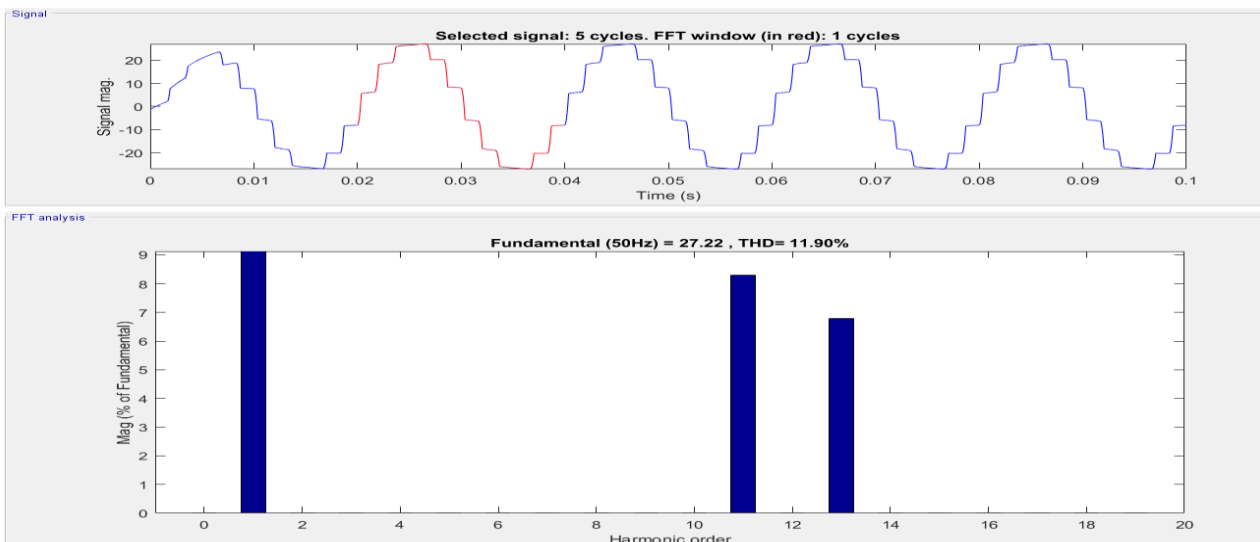 Signal
Selected signal: 5 cycles. FFT window (in red): 1 cycles
Signal mag.
20
10
0
-10
-20
0 0.01 0.02 0.03 0.04 0.05 0.06 0.07 0.08 0.09 0.1
Time (s)
FFT analysis
Fundamental (50Hz) = 27.22 , THD= 11.90%
Mag (% of Fundamental)
9
8
7
6
5
4
3
2
1
0
0 2 4 6 8 10 12 14 16 18 20
Harmonic order